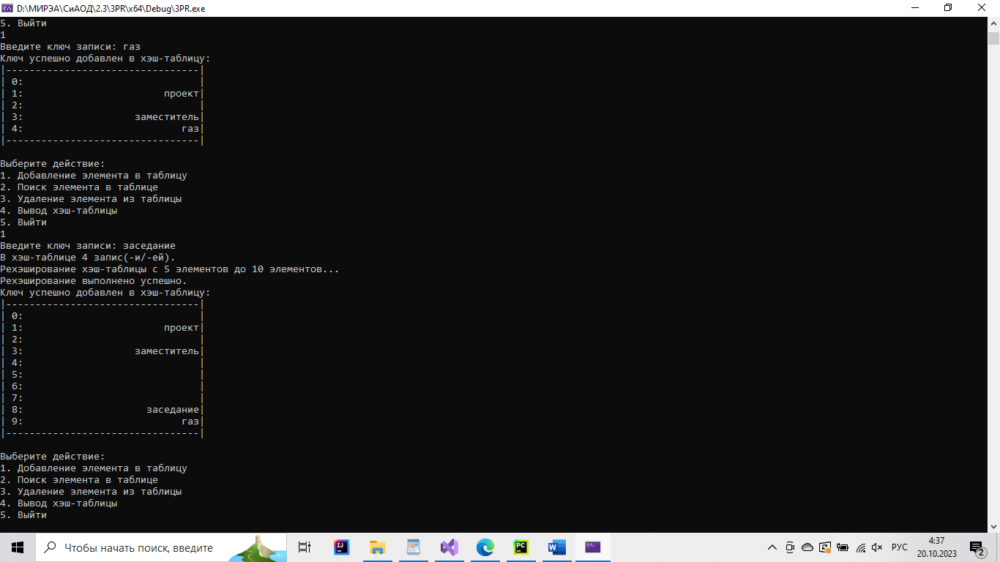 D:\МИРЭА\СиАОД\2.3\3PR\x64\Debug\3PR.exe
5. Выйти
1
Введите ключ записи: газ
Ключ успешно добавлен в хэш-таблицу:
|---------------------------------|
| 0:                              |
| 1:                        проект|
| 2:                              |
| 3:                   заместитель|
| 4:                           газ|
|---------------------------------|
Выберите действие:
1. Добавление элемента в таблицу
2. Поиск элемента в таблице
3. Удаление элемента из таблицы
4. Вывод хэш-таблицы
5. Выйти
1
Введите ключ записи: заседание
В хэш-таблице 4 запис(-и/-ей).
Рехэширование хэш-таблицы с 5 элементов до 10 элементов...
Рехэширование выполнено успешно.
Ключ успешно добавлен в хэш-таблицу:
|---------------------------------|
| 0:                              |
| 1:                        проект|
| 2:                              |
| 3:                   заместитель|
| 4:                              |
| 5:                              |
| 6:                              |
| 7:                              |
| 8:                     заседание|
| 9:                           газ|
|---------------------------------|
Выберите действие:
1. Добавление элемента в таблицу
2. Поиск элемента в таблице
3. Удаление элемента из таблицы
4. Вывод хэш-таблицы
5. Выйти
Чтобы начать поиск, введите
РУС
4:37
20.10.2023
2